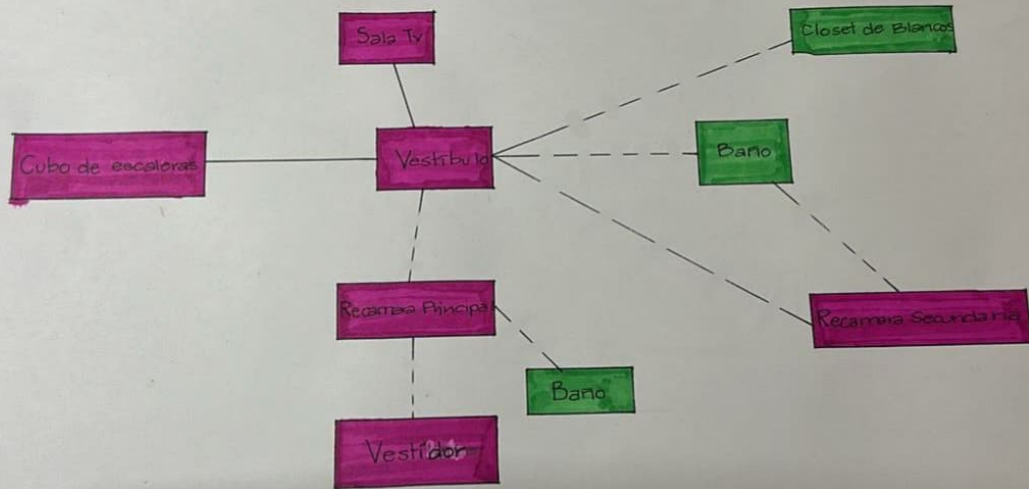 Sala Tv
Closet de Blancos
Cubo de escaleras
Vestibulo
Baño
Recamara Principal
Recamara Secundaria
Baño
Vestidor